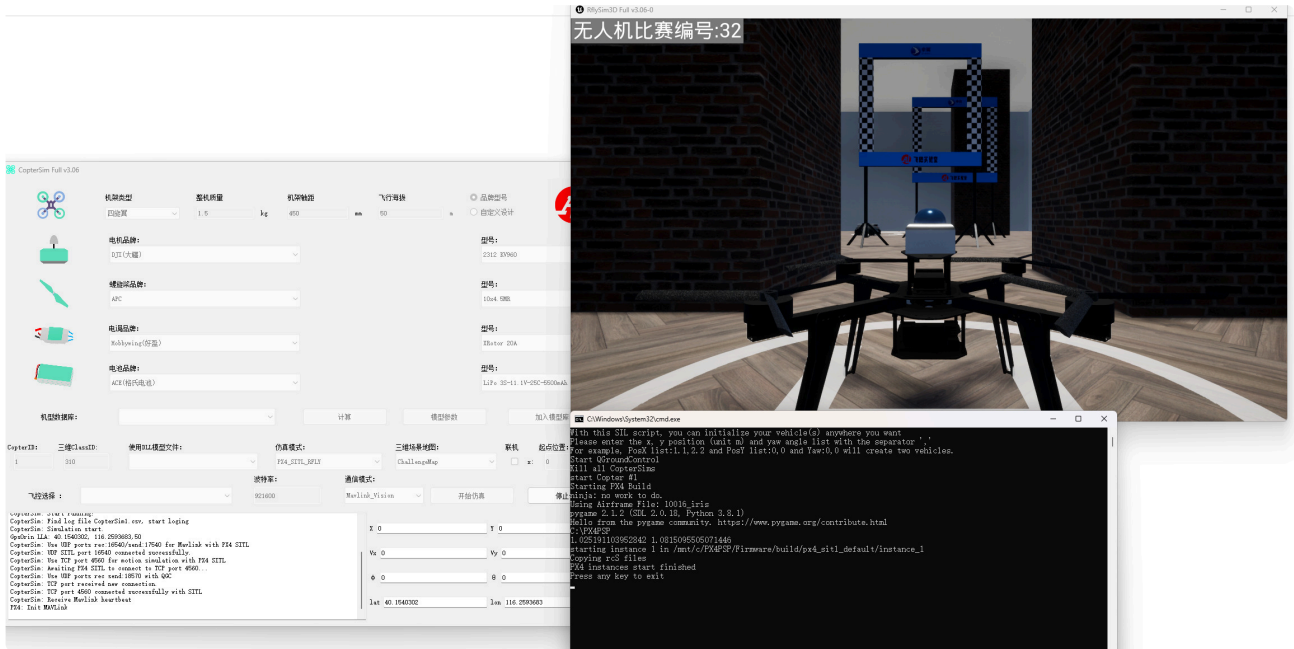 RflySim3D Full v3.06-0
无人机比赛编号:32
CopterSim Full v3.06
机架类型
整机质量
机架轴距
飞行海拔
品牌型号
四旋翼
1.5
kg
450
mm
50
m
自定义设计
电机品牌:
型号:
DJI(大疆)
2312 KV960
螺旋桨品牌:
型号:
APC
10x4.5MR
电调品牌:
型号:
Hobbywing(好盈)
XRotor 20A
电池品牌:
型号:
ACE(格氏电池)
LiPo 3S-11.1V-25C-5500mAh
机型数据库:
计算
模型参数
加入模型库
CopterID:
三维ClassID:
使用DLL模型文件:
仿真模式:
三维场景地图:
联机
起点位置:
1
310
PX4_SITL_RFLY
ChallengeMap
x: 0
波特率:
通信模式:
飞控选择 :
921600
Mavlink_Vision
开始仿真
停止
CopterSim: Start running.
CopterSim: Find log file CopterSim1.csv, start loging
CopterSim: Simulation start.
GpsOrin LLA: 40.1540302, 116.2593683,50
CopterSim: Use UDP ports rec:16540/send:17540 for Mavlink with PX4 SITL
CopterSim: UDP SITL port 16540 connected successfully.
CopterSim: Use TCP port 4560 for motion simulation with PX4 SITL
CopterSim: Awaiting PX4 SITL to connect to TCP port 4560...
CopterSim: Use UDP ports rec send:18570 with QGC
CopterSim: TCP port received new connection
CopterSim: TCP port 4560 connected successfully with SITL
CopterSim: Receive Mavlink heartbeat
PX4: Init MAVLink
X 0
Y 0
Vx 0
Vy 0
ϕ 0
θ 0
lat 40.1540302
lon 116.2593683
C:\Windows\System32\cmd.exe
With this SIL script, you can initialize your vehicle(s) anywhere you want
Please enter the x, y position (unit m) and yaw angle list with the separator ','
For example, PosX list:1.1,2.2 and PosY list:0,0 and Yaw:0,0 will create two vehicles.
Start QGroundControl
Kill all CopterSims
start Copter #1
Starting PX4 Build
ninja: no work to do.
Using Airframe File: 10016_iris
pygame 2.1.2 (SDL 2.0.18, Python 3.8.1)
Hello from the pygame community. https://www.pygame.org/contribute.html
C:\PX4PSP
1.025191103952842 1.0815095505071446
starting instance 1 in /mnt/c/PX4PSP/Firmware/build/px4_sitl_default/instance_1
Copying rcS files
PX4 instances start finished
Press any key to exit